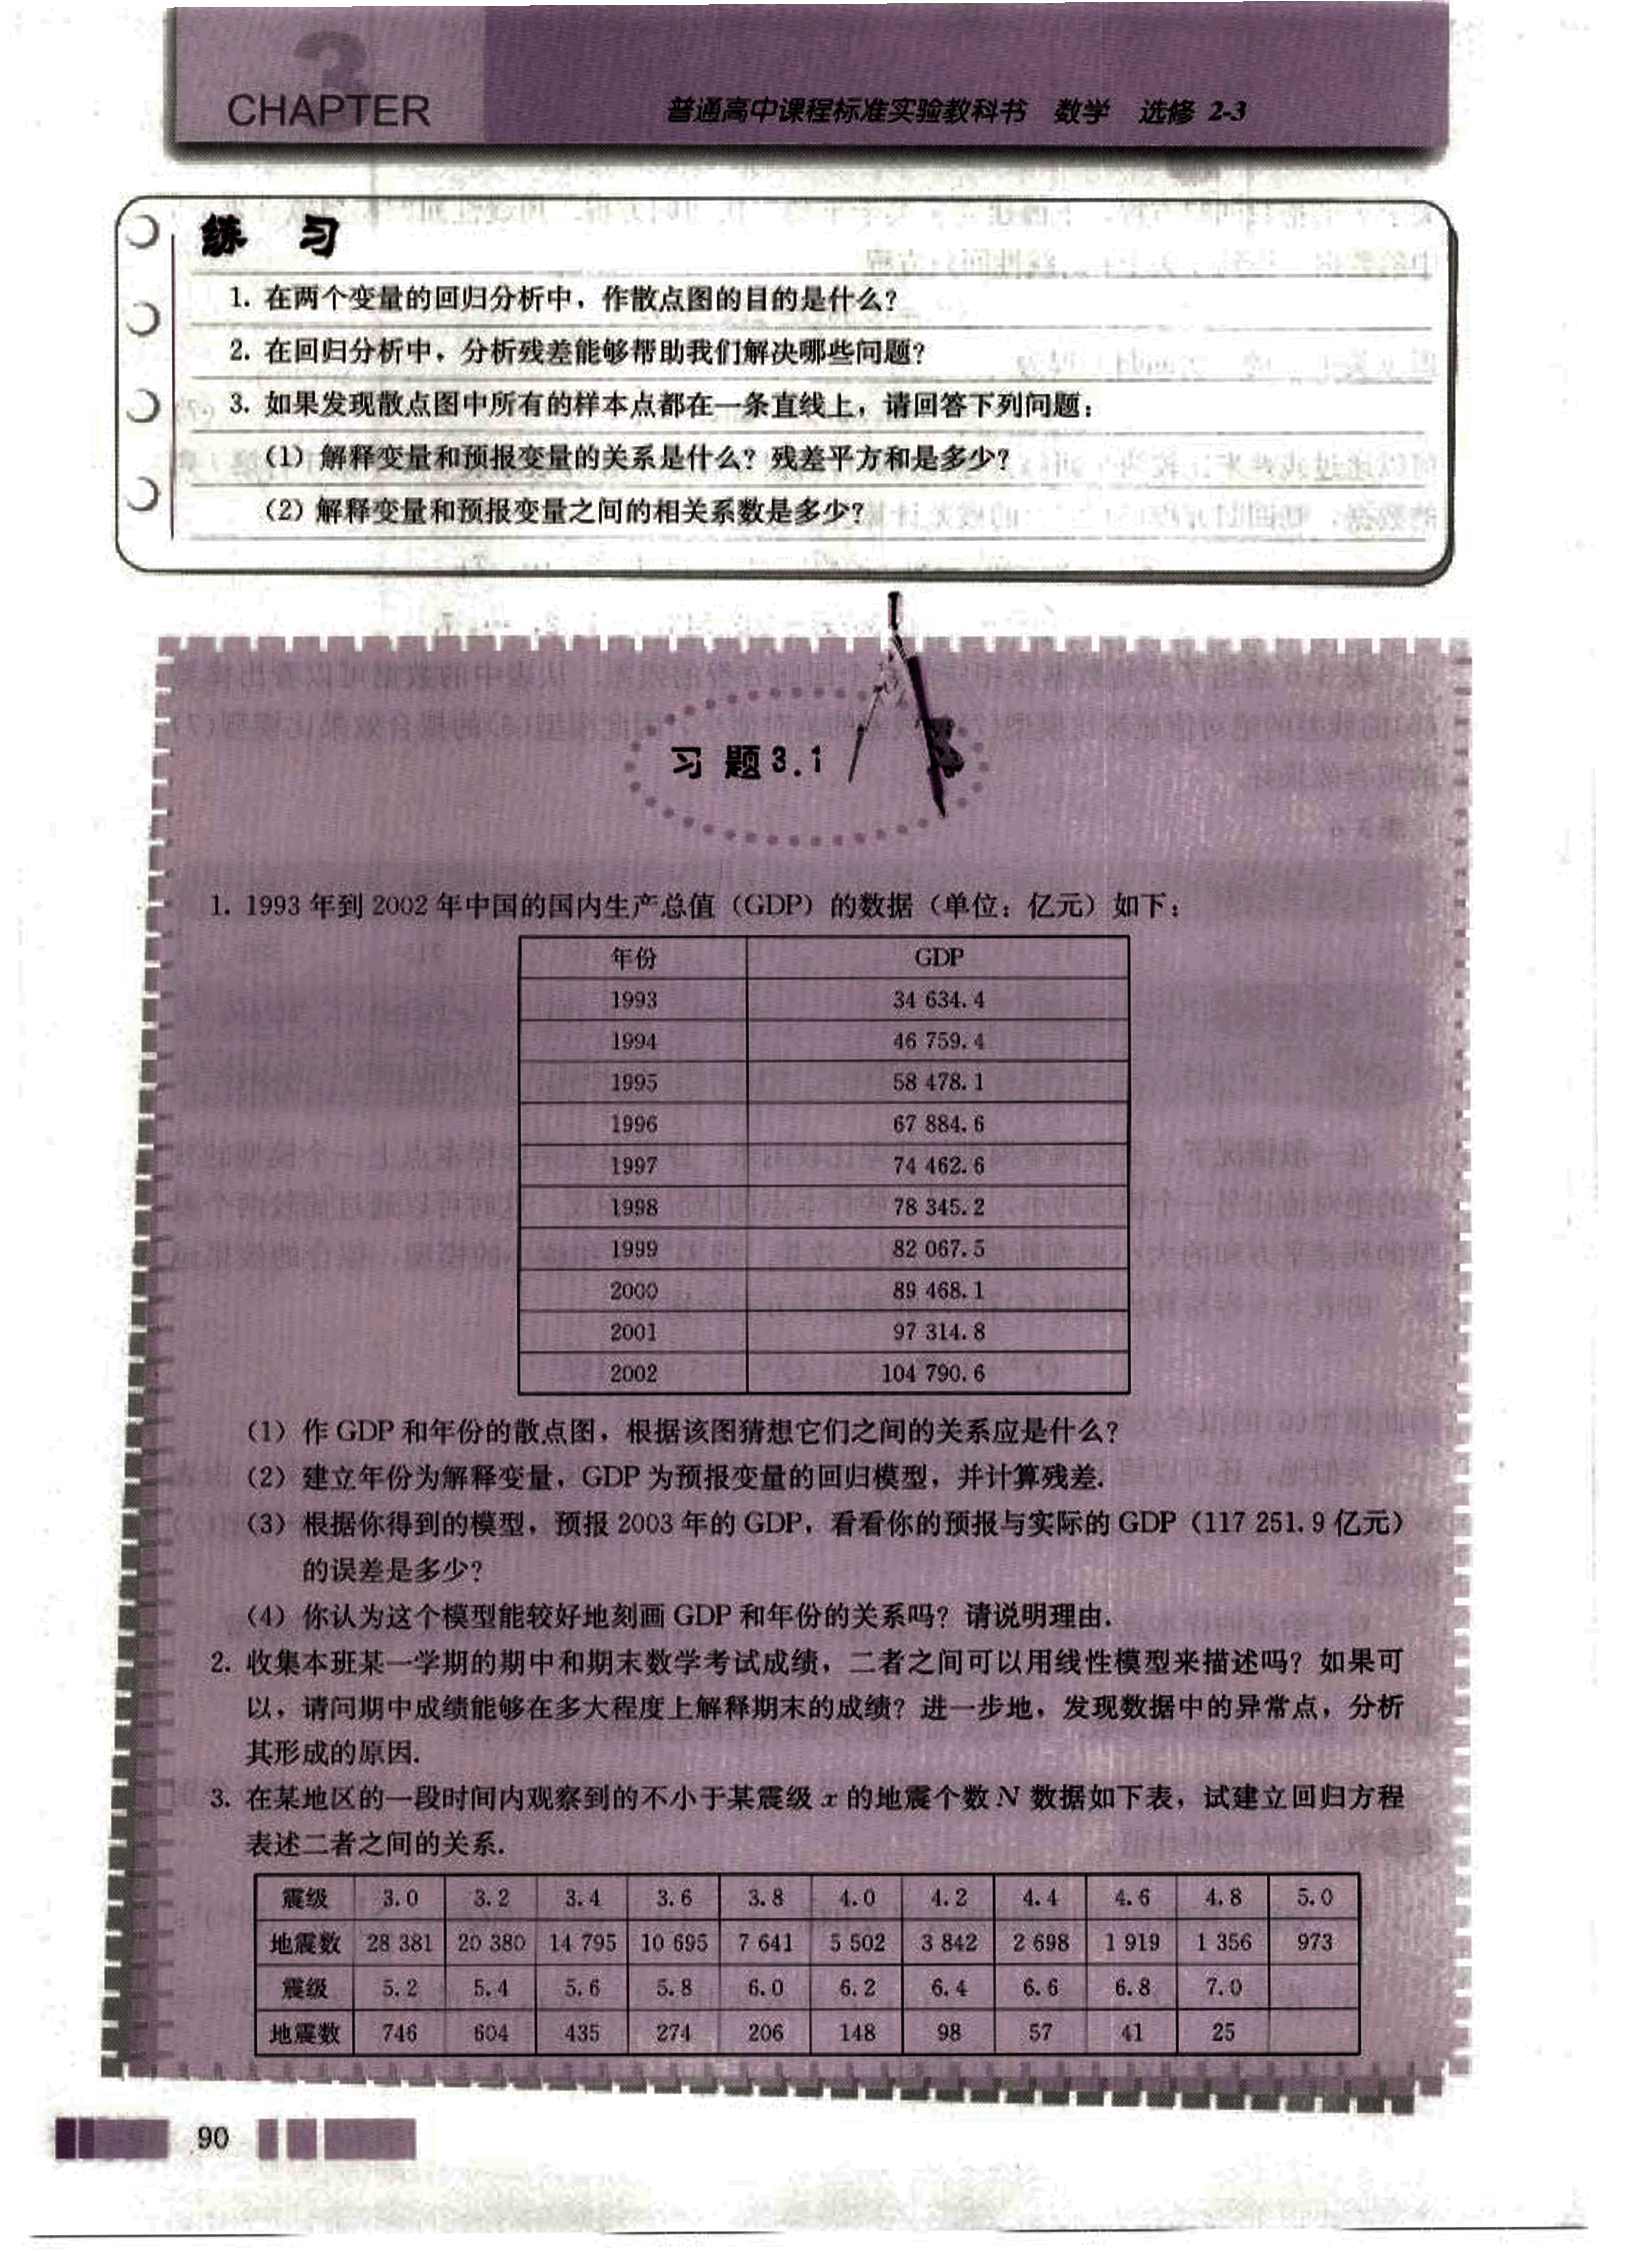 3
CHAPTER
普通高中课程标准实验教科书 数学 选修 2-3
练 习
1. 在两个变量的回归分析中，作散点图的目的是什么？
2. 在回归分析中，分析残差能够帮助我们解决哪些问题？
3. 如果发现散点图中所有的样本点都在一条直线上，请回答下列问题：
（1）解释变量和预报变量的关系是什么？残差平方和是多少？
（2）解释变量和预报变量之间的相关系数是多少？
习 题 3.1
1. 1993 年到 2002 年中国的国内生产总值（GDP）的数据（单位：亿元）如下：
年份 GDP
1993 34 634.4
1994 46 759.4
1995 58 478.1
1996 67 884.6
1997 74 462.6
1998 78 345.2
1999 82 067.5
2000 89 468.1
2001 97 314.8
2002 104 790.6
（1）作 GDP 和年份的散点图，根据该图猜想它们之间的关系应是什么？
（2）建立年份为解释变量，GDP 为预报变量的回归模型，并计算残差.
（3）根据你得到的模型，预报 2003 年的 GDP，看看你的预报与实际的 GDP（117 251.9 亿元）
的误差是多少？
（4）你认为这个模型能较好地刻画 GDP 和年份的关系吗？请说明理由.
2. 收集本班某一学期的期中和期末数学考试成绩，二者之间可以用线性模型来描述吗？如果可
以，请问期中成绩能够在多大程度上解释期末的成绩？进一步地，发现数据中的异常点，分析
其形成的原因.
3. 在某地区的一段时间内观察到的不小于某震级 x 的地震个数 N 数据如下表，试建立回归方程
表述二者之间的关系.
震级 3.0 3.2 3.4 3.6 3.8 4.0 4.2 4.4 4.6 4.8 5.0
地震数 28 381 20 380 14 795 10 695 7 641 5 502 3 842 2 698 1 919 1 356 973
震级 5.2 5.4 5.6 5.8 6.0 6.2 6.4 6.6 6.8 7.0
地震数 746 604 435 274 206 148 98 57 41 25
90